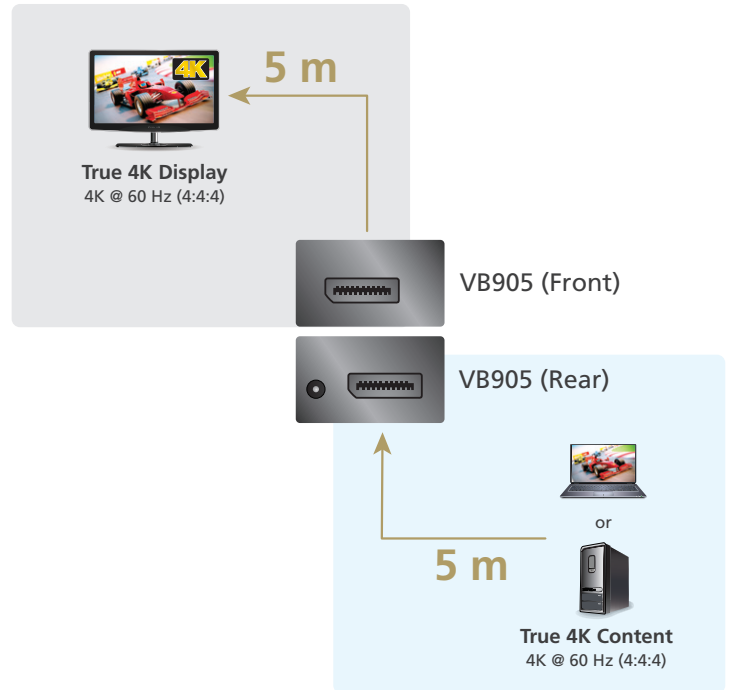 4K
5 m
True 4K Display
4K @ 60 Hz (4:4:4)
VB905 (Front)
VB905 (Rear)
or
5 m
True 4K Content
4K @ 60 Hz (4:4:4)